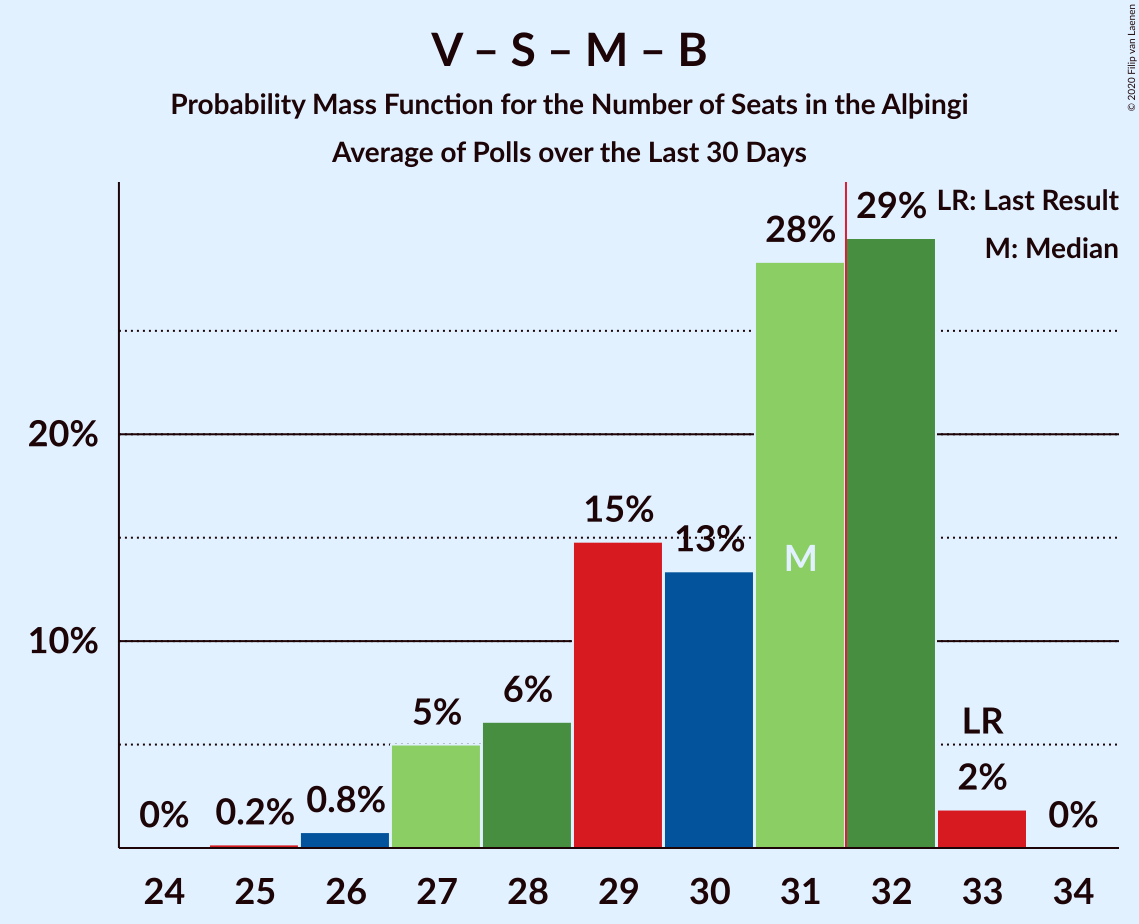 V – S – M – B
Probability Mass Function for the Number of Seats in the Alþingi
Average of Polls over the Last 30 Days
© 2020 Filip van Laenen
LR: Last Result
M: Median
20%
10%
0%
0.2%
0.8%
5%
6%
15%
13%
28%
29%
2%
0%
M
LR
24 25 26 27 28 29 30 31 32 33 34